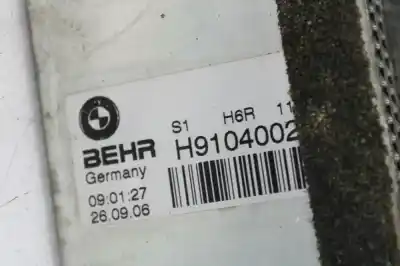 S1 H6R 11
BEHR H9104002
Germany
09:01:27
26.09.06